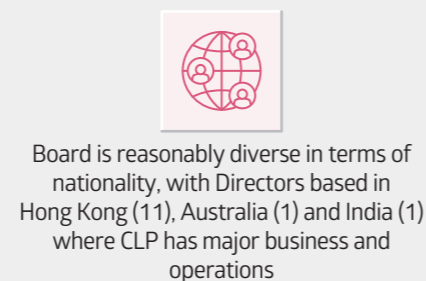 Board is reasonably diverse in terms of
nationality, with Directors based in
Hong Kong (11), Australia (1) and India (1)
where CLP has major business and
operations